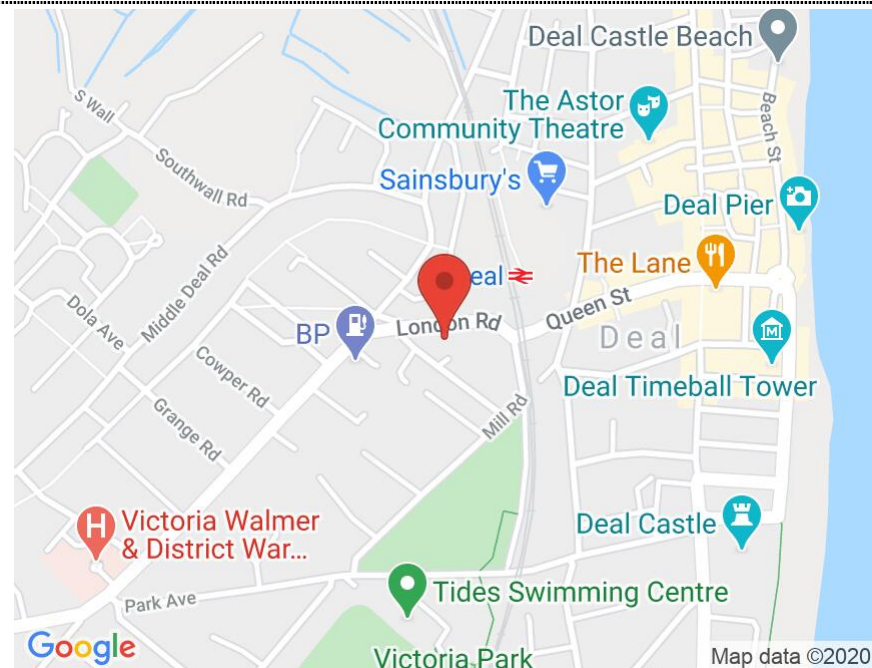 Deal Castle Beach
The Astor
Community Theatre
S Wall
Beach St
Southwall Rd
Sainsbury's
Deal Pier
Middle Deal Rd
The Lane
eal
Queen St
Dola Ave
BP
London Rd
Deal
Cowper Rd
Deal Timeball Tower
Mill Rd
Grange Rd
H
Victoria Walmer
& District War...
Deal Castle
Park Ave
Tides Swimming Centre
Google
Victoria Park
Map data ©2020